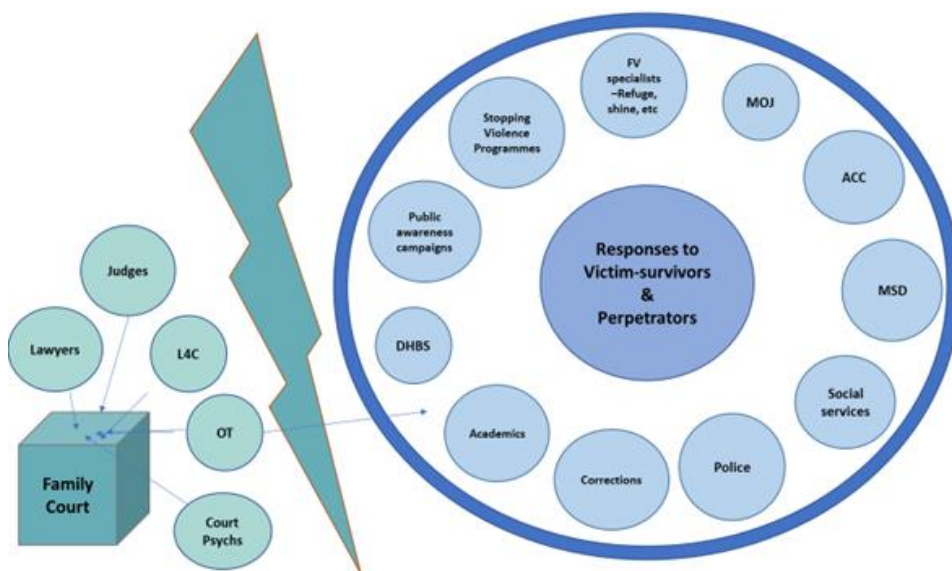 FV
specialists
–Refuge,
shine, etc
MOJ
Stopping
Violence
Programmes
ACC
Public
awareness
campaigns
Responses to
Victim-survivors
&
Perpetrators
Judges
MSD
Lawyers
L4C
DHBS
Social
services
OT
Academics
Family
Court
Corrections
Police
Court
Psychs